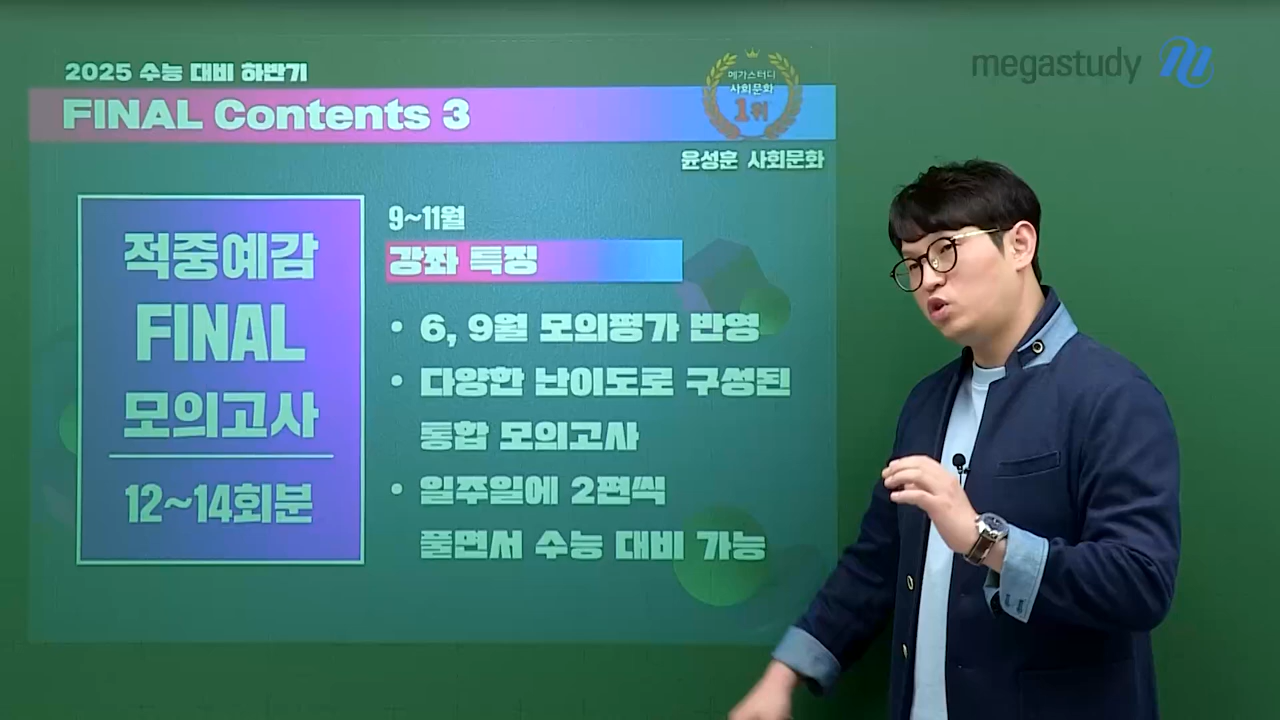 2025 수능 대비 하반기
FINAL Contents 3
메가스터디
사회문화
1위
윤성훈 사회문화
megastudy
적중예감
FINAL
모의고사
12~14회분
9~11월
강좌 특징
• 6, 9월 모의평가 반영
• 다양한 난이도로 구성된
통합 모의고사
• 일주일에 2편씩
풀면서 수능 대비 가능